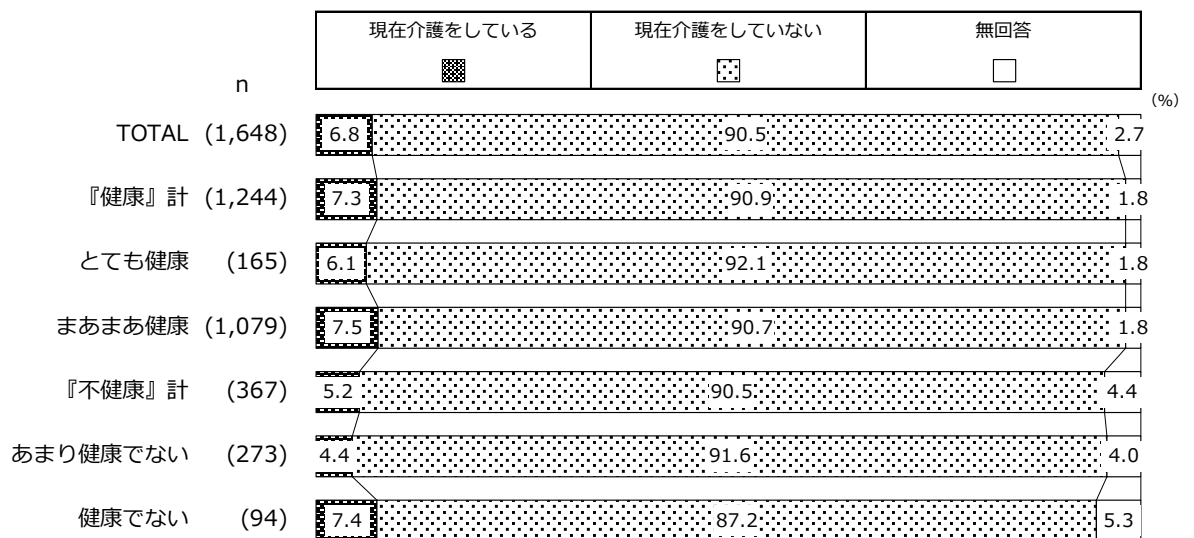 現在介護をしている 現在介護をしていない 無回答
n
(%)
TOTAL (1,648) 6.8 90.5 2.7
『健康』計 (1,244) 7.3 90.9 1.8
とても健康 (165) 6.1 92.1 1.8
まあまあ健康 (1,079) 7.5 90.7 1.8
『不健康』計 (367) 5.2 90.5 4.4
あまり健康でない (273) 4.4 91.6 4.0
健康でない (94) 7.4 87.2 5.3